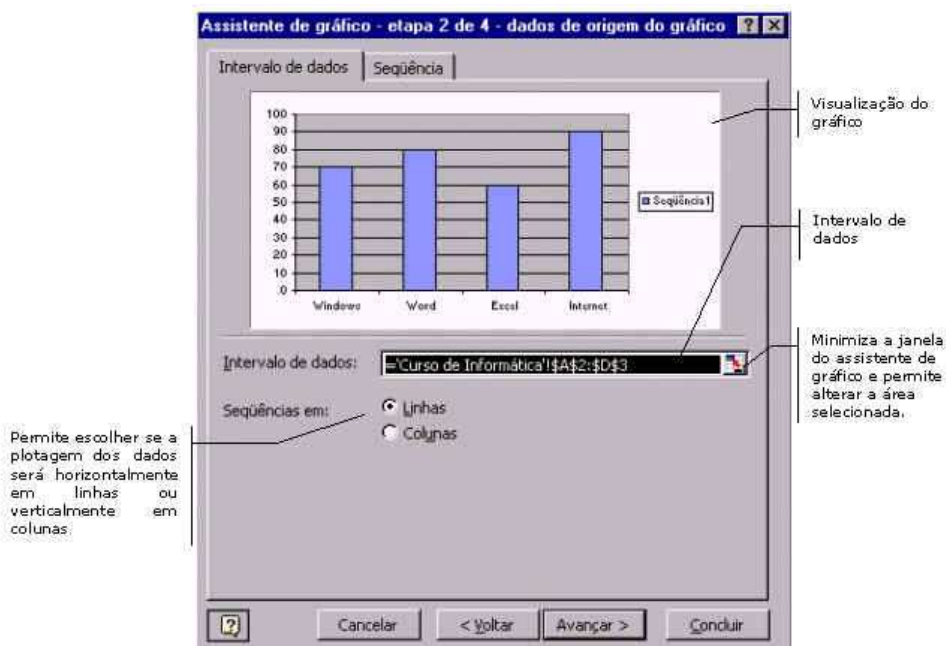 Assistente de gráfico - etapa 2 de 4 - dados de origem do gráfico
Intervalo de dados
Seqüência
100
90
80
70
60
50
40
30
20
10
0
Windows
Word
Excel
Internet
Seqüência1
Visualização do
gráfico
Intervalo de
dados
Intervalo de dados:
='Curso de Informática'!$A$2:$D$3
Minimiza a janela
do assistente de
gráfico e permite
alterar a área
selecionada.
Seqüências em:
Linhas
Colunas
Permite escolher se a
plotagem dos dados
será horizontalmente
em linhas ou
verticalmente em
colunas
Cancelar
< Voltar
Avançar >
Concluir